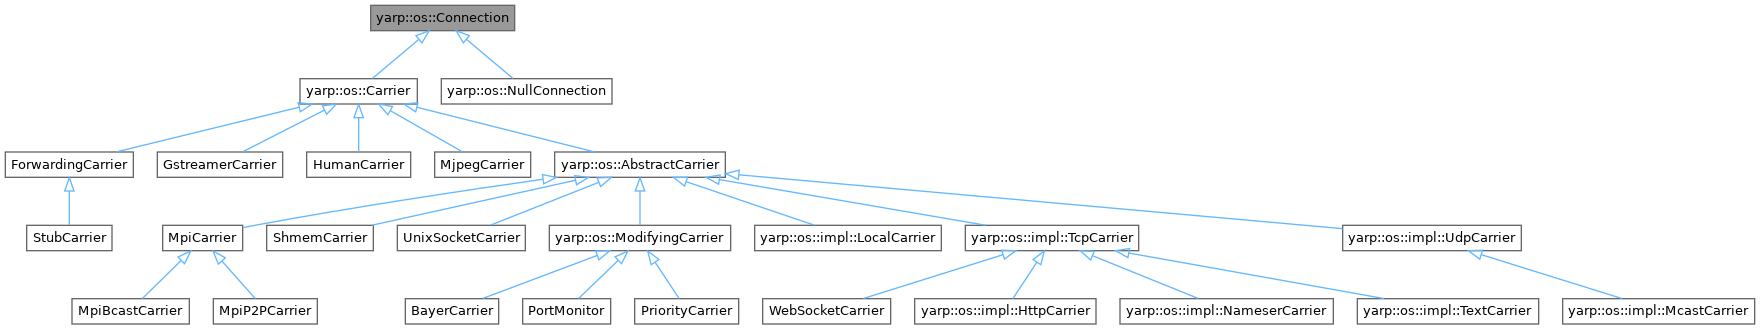 yarp::os::Connection
yarp::os::Carrier
yarp::os::NullConnection
ForwardingCarrier
GstreamerCarrier
HumanCarrier
MjpegCarrier
yarp::os::AbstractCarrier
StubCarrier
MpiCarrier
ShmemCarrier
UnixSocketCarrier
yarp::os::ModifyingCarrier
yarp::os::impl::LocalCarrier
yarp::os::impl::TcpCarrier
yarp::os::impl::UdpCarrier
MpiBcastCarrier
MpiP2PCarrier
BayerCarrier
PortMonitor
PriorityCarrier
WebSocketCarrier
yarp::os::impl::HttpCarrier
yarp::os::impl::NameserCarrier
yarp::os::impl::TextCarrier
yarp::os::impl::McastCarrier